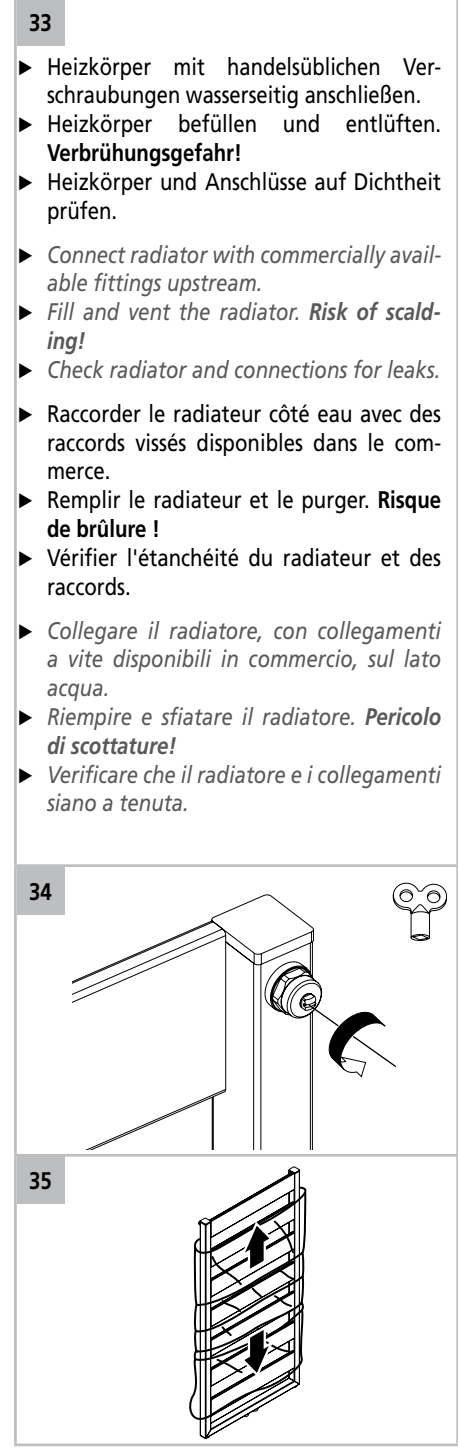 33
▶ Heizkörper mit handelsüblichen Ver-
schraubungen wasserseitig anschließen.
▶ Heizkörper befüllen und entlüften.
Verbrühungsgefahr!
▶ Heizkörper und Anschlüsse auf Dichtheit
prüfen.
▶ Connect radiator with commercially avail-
able fittings upstream.
▶ Fill and vent the radiator. Risk of scald-
ing!
▶ Check radiator and connections for leaks.
▶ Raccorder le radiateur côté eau avec des
raccords vissés disponibles dans le com-
merce.
▶ Remplir le radiateur et le purger. Risque
de brûlure !
▶ Vérifier l'étanchéité du radiateur et des
raccords.
▶ Collegare il radiatore, con collegamenti
a vite disponibili in commercio, sul lato
acqua.
▶ Riempire e sfiatare il radiatore. Pericolo
di scottature!
▶ Verificare che il radiatore e i collegamenti
siano a tenuta.
34
35